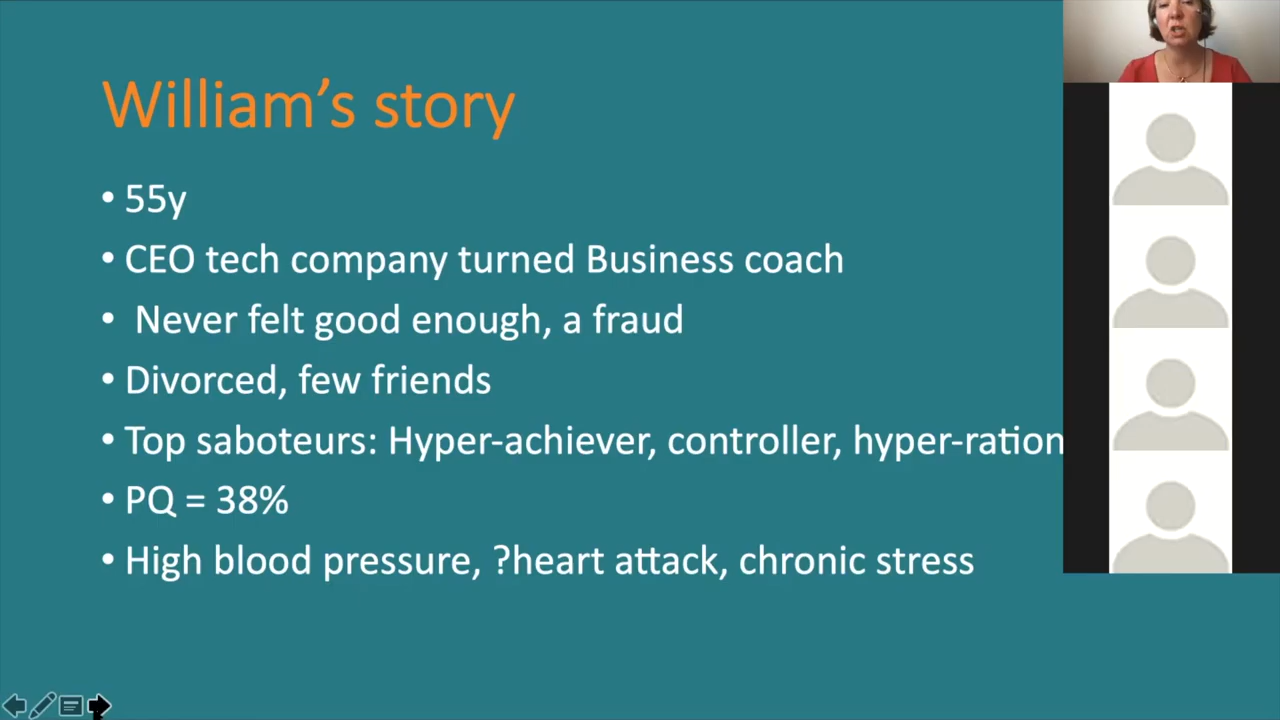 William’s story
• 55y
• CEO tech company turned Business coach
• Never felt good enough, a fraud
• Divorced, few friends
• Top saboteurs: Hyper-achiever, controller, hyper-ration
• PQ = 38%
• High blood pressure, ?heart attack, chronic stress